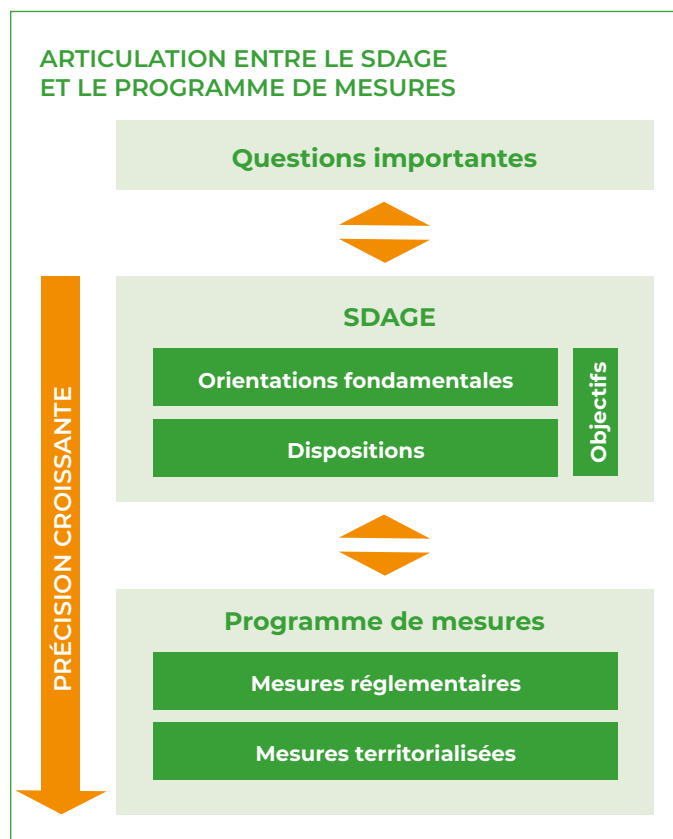 ARTICULATION ENTRE LE SDAGE
ET LE PROGRAMME DE MESURES
Questions importantes
PRÉCISION CROISSANTE
SDAGE
Orientations fondamentales
Dispositions
Objectifs
Programme de mesures
Mesures réglementaires
Mesures territorialisées